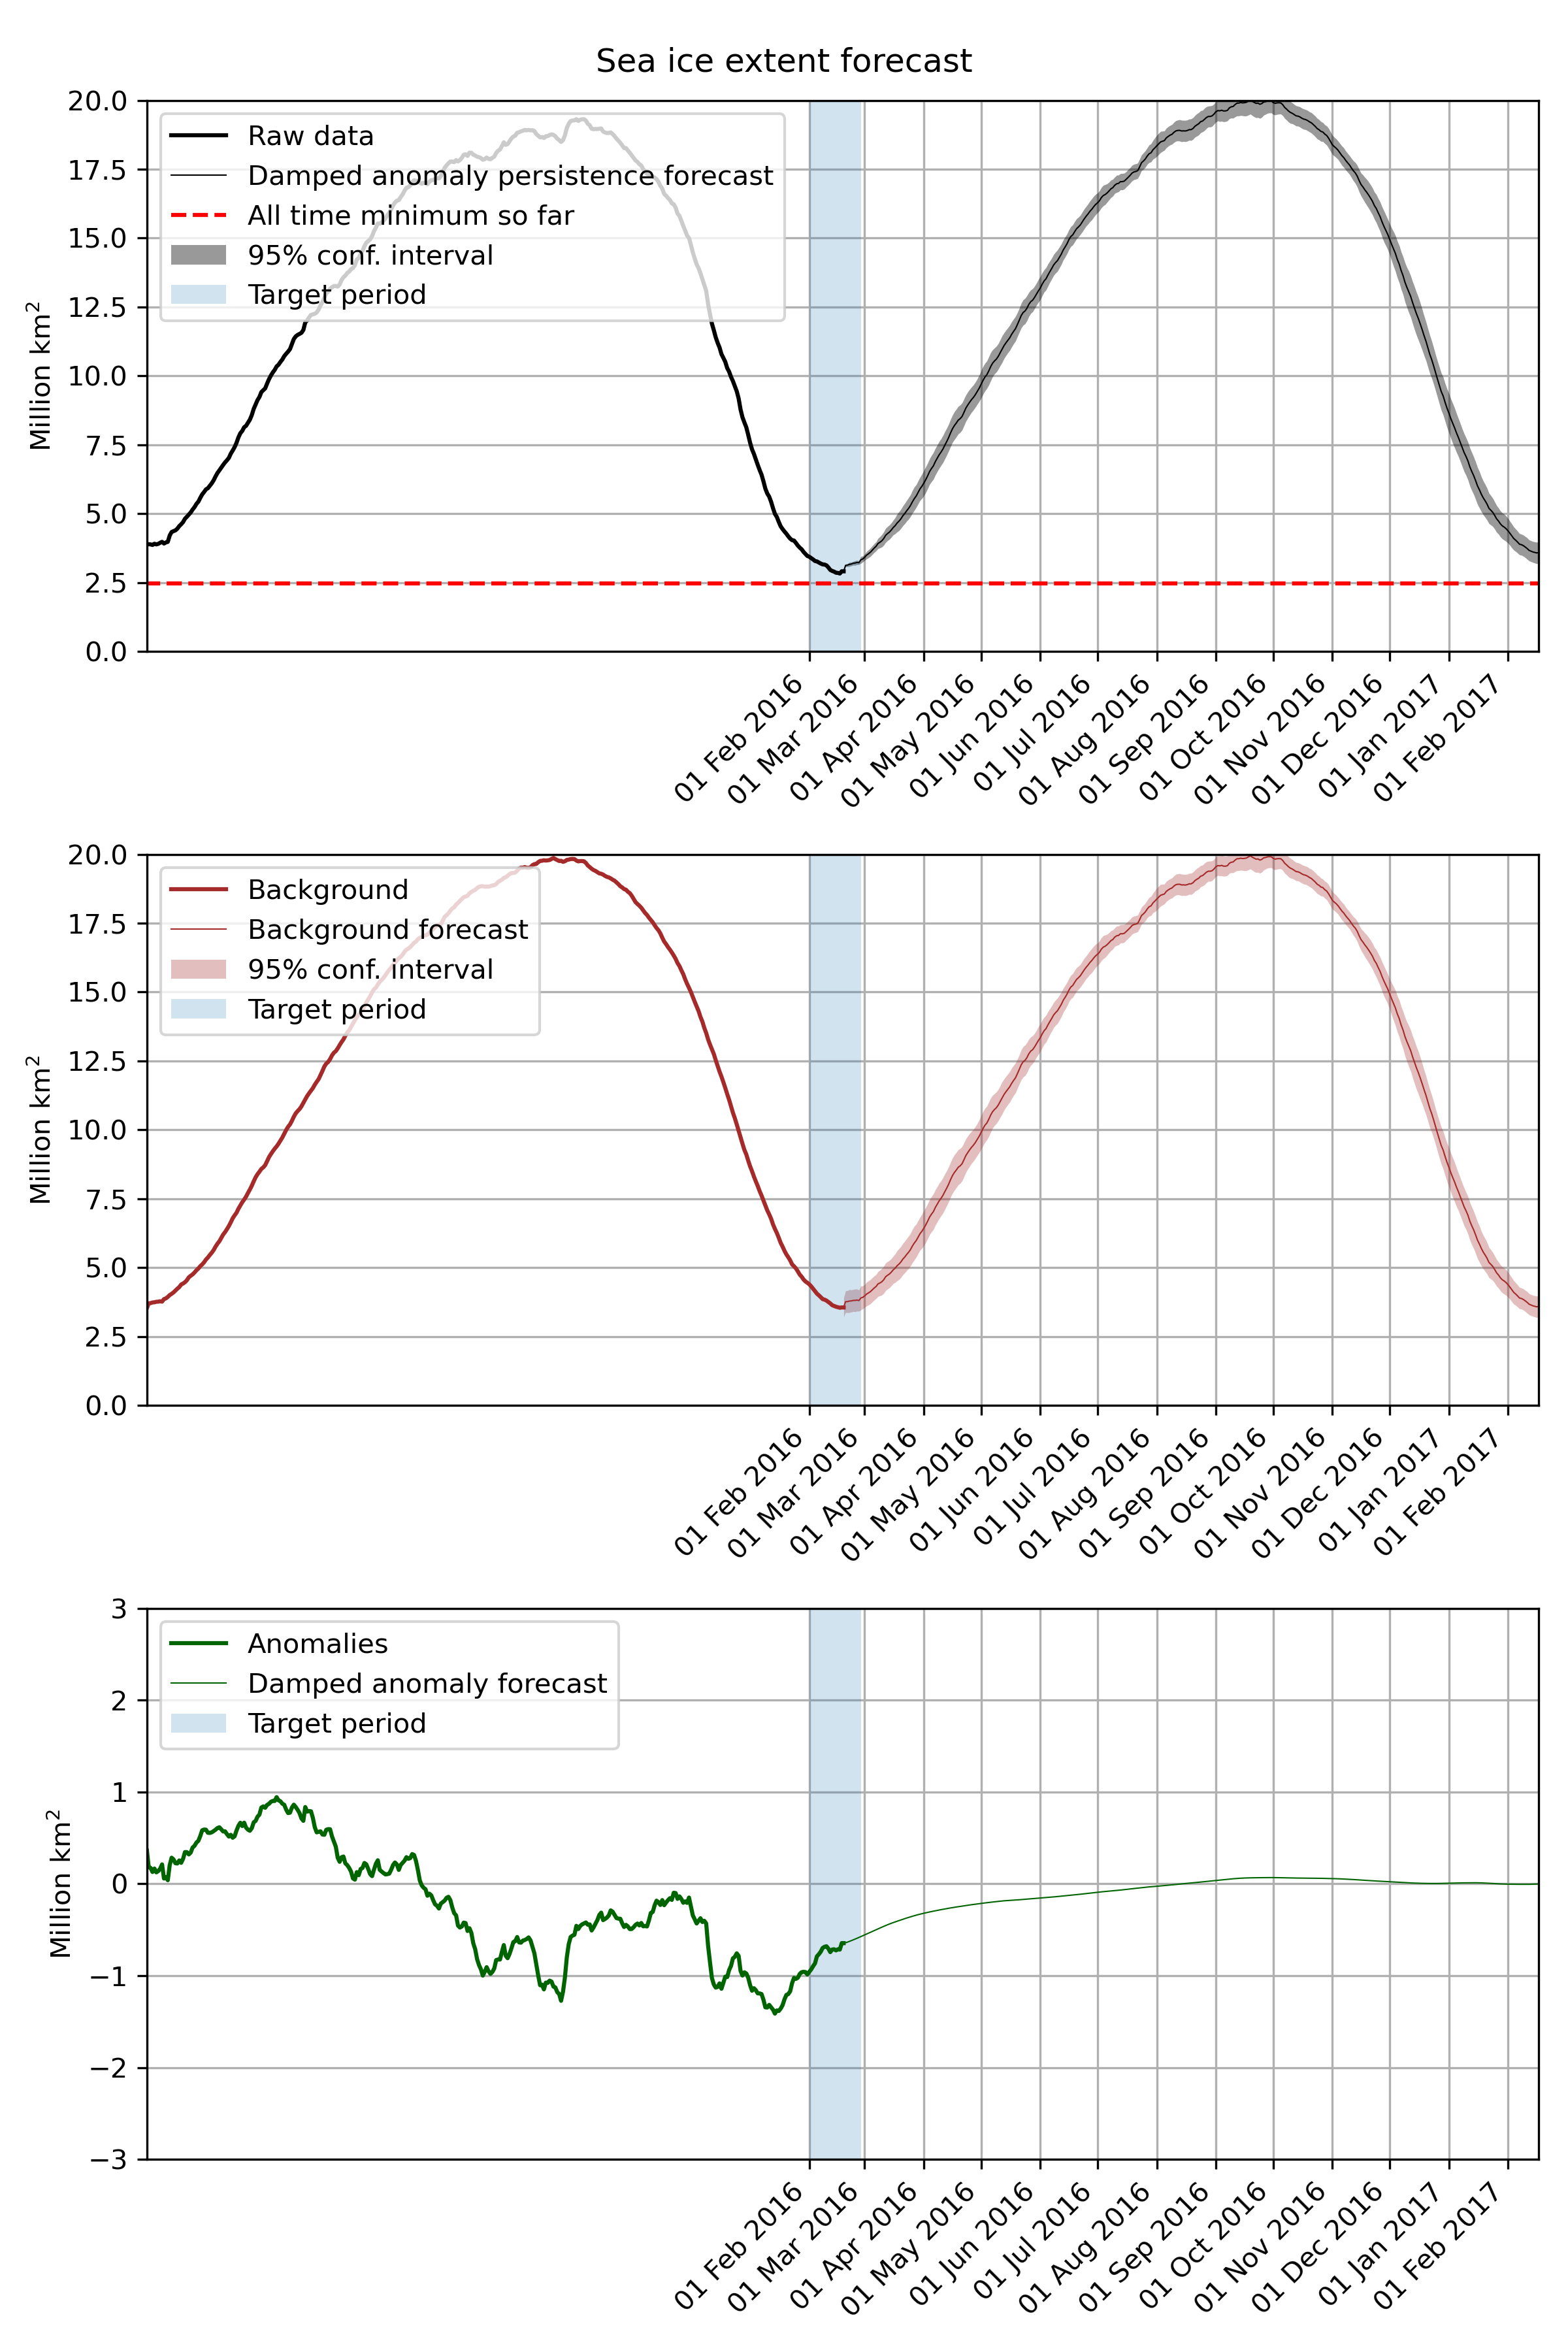 Sea ice extent forecast
Million km²
20.0
17.5
15.0
12.5
10.0
7.5
5.0
2.5
0.0
Raw data
Damped anomaly persistence forecast
All time minimum so far
95% conf. interval
Target period
01 Feb 2016
01 Mar 2016
01 Apr 2016
01 May 2016
01 Jun 2016
01 Jul 2016
01 Aug 2016
01 Sep 2016
01 Oct 2016
01 Nov 2016
01 Dec 2016
01 Jan 2017
01 Feb 2017
Million km²
20.0
17.5
15.0
12.5
10.0
7.5
5.0
2.5
0.0
Background
Background forecast
95% conf. interval
Target period
01 Feb 2016
01 Mar 2016
01 Apr 2016
01 May 2016
01 Jun 2016
01 Jul 2016
01 Aug 2016
01 Sep 2016
01 Oct 2016
01 Nov 2016
01 Dec 2016
01 Jan 2017
01 Feb 2017
Million km²
3
2
1
0
−1
−2
−3
Anomalies
Damped anomaly forecast
Target period
01 Feb 2016
01 Mar 2016
01 Apr 2016
01 May 2016
01 Jun 2016
01 Jul 2016
01 Aug 2016
01 Sep 2016
01 Oct 2016
01 Nov 2016
01 Dec 2016
01 Jan 2017
01 Feb 2017